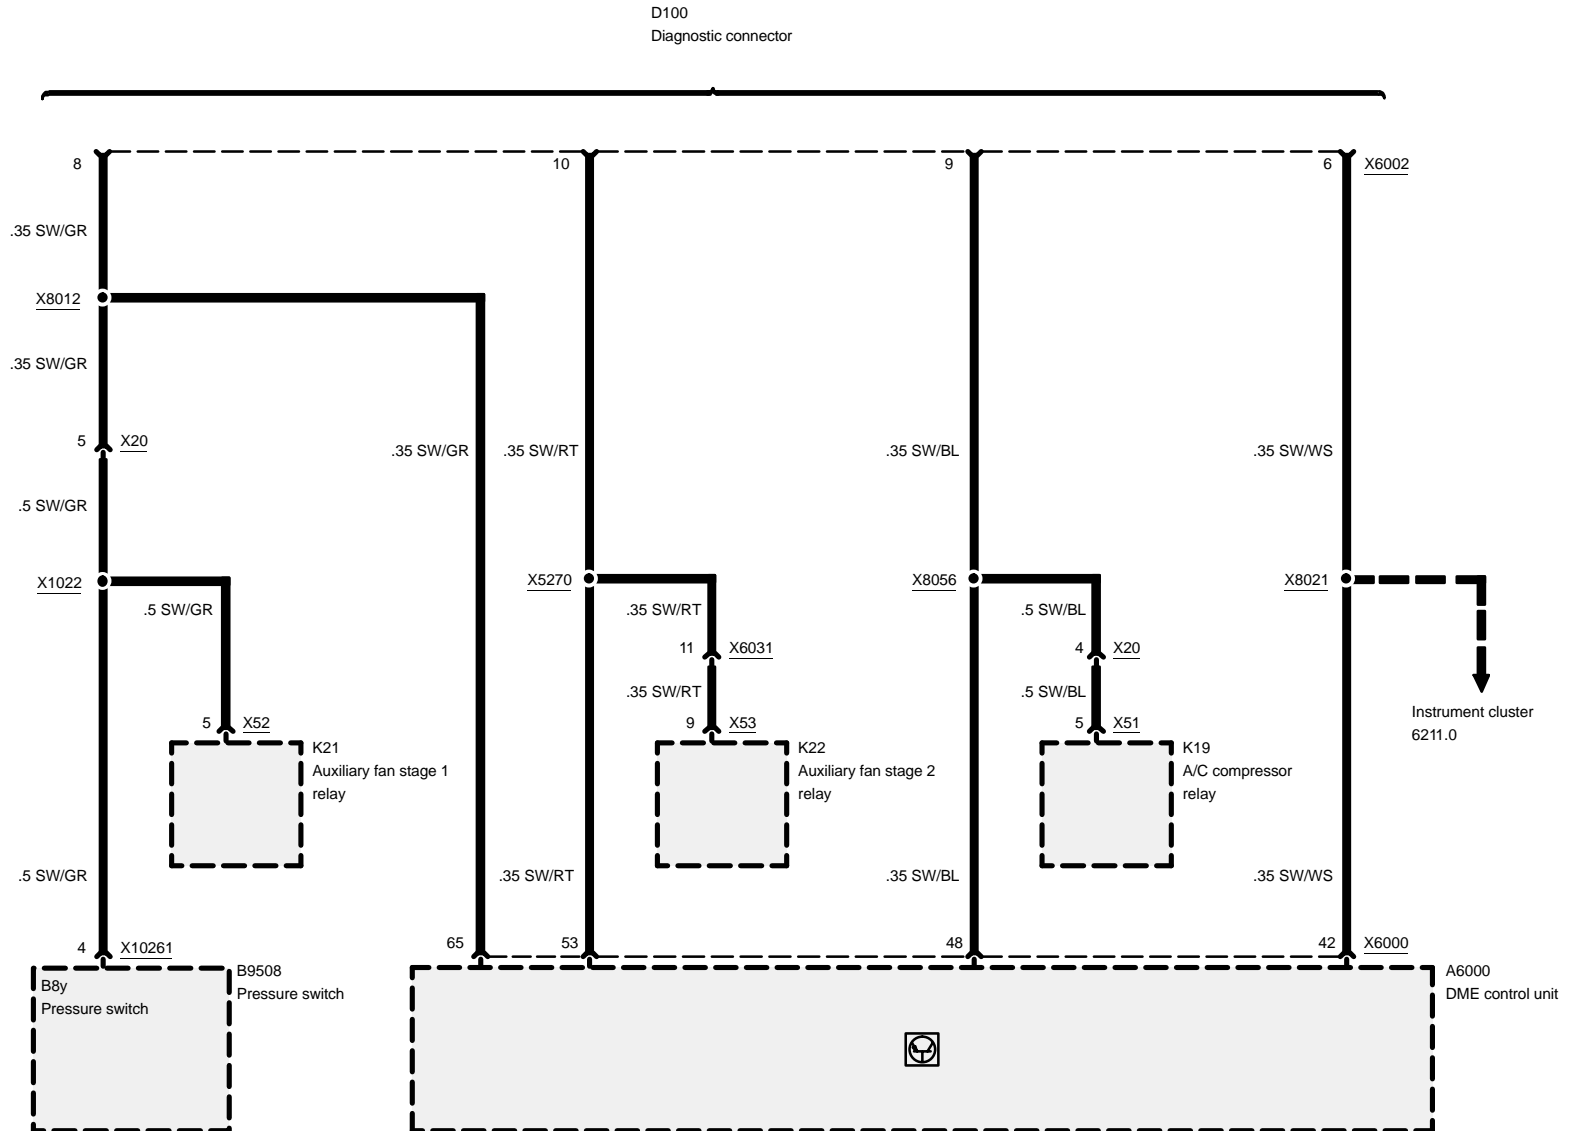 D100
Diagnostic connector
8
10
9
6
X6002
.35 SW/GR
X8012
.35 SW/GR
5
X20
.35 SW/GR
.35 SW/RT
.35 SW/BL
.35 SW/WS
.5 SW/GR
X1022
X5270
X8056
X8021
.5 SW/GR
.35 SW/RT
.5 SW/BL
11
X6031
4
X20
.35 SW/RT
.5 SW/BL
5
X52
9
X53
5
X51
Instrument cluster
6211.0
K21
Auxiliary fan stage 1
relay
K22
Auxiliary fan stage 2
relay
K19
A/C compressor
relay
.5 SW/GR
.35 SW/RT
.35 SW/BL
.35 SW/WS
4
X10261
65
53
48
42
X6000
B8y
Pressure switch
B9508
Pressure switch
A6000
DME control unit